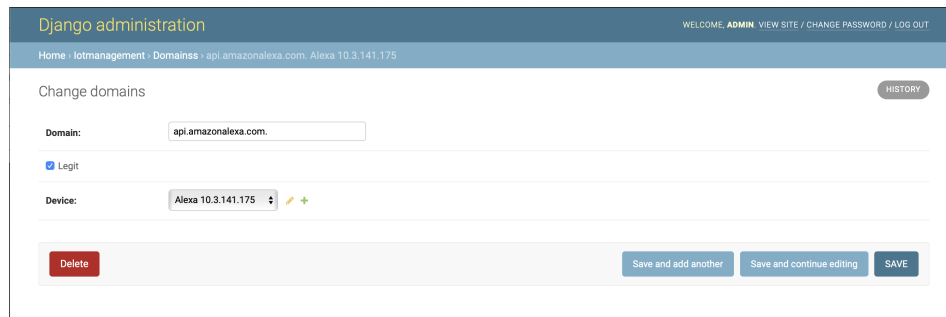 Django administration
WELCOME, ADMIN. VIEW SITE / CHANGE PASSWORD / LOG OUT
Home › Iotmanagement › Domainss › api.amazonalexa.com. Alexa 10.3.141.175
Change domains
HISTORY
Domain: api.amazonalexa.com.
Legit
Device: Alexa 10.3.141.175
Delete Save and add another Save and continue editing SAVE